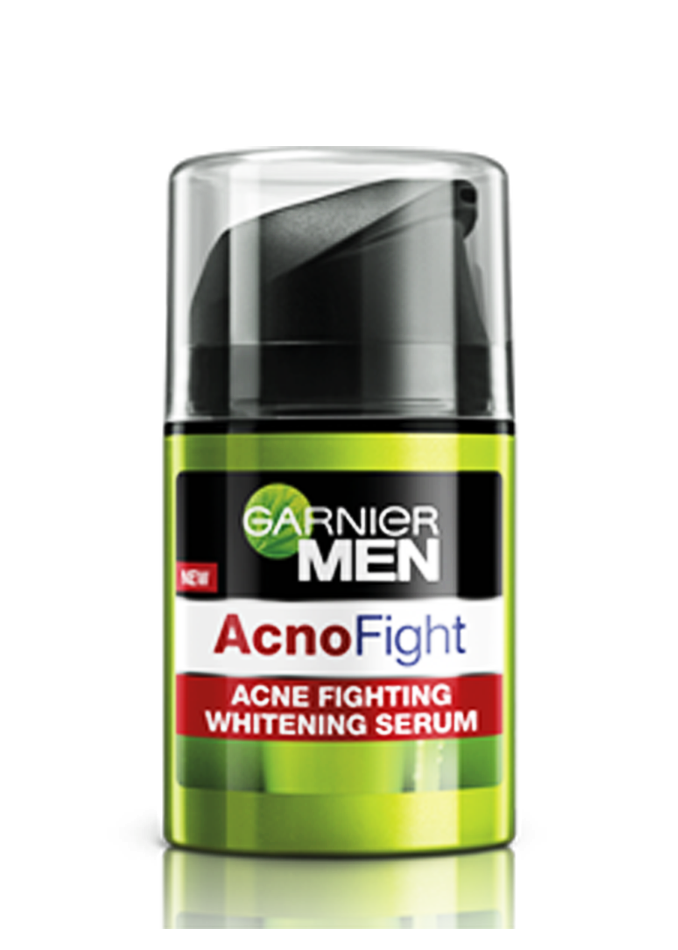 GARNIER
MEN
NEW
AcnoFight
ACNE FIGHTING
WHITENING SERUM